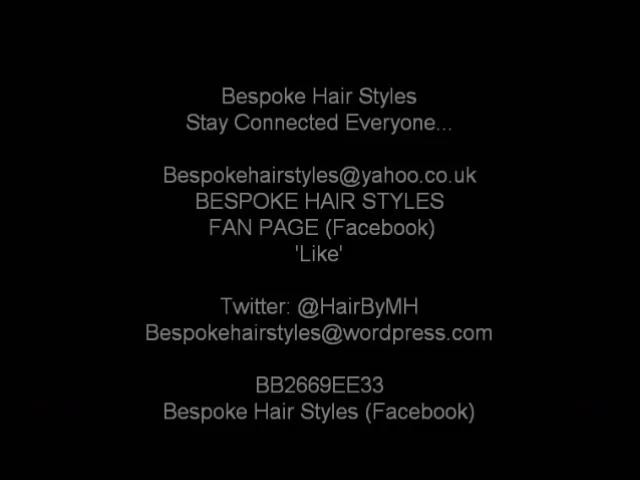 Bespoke Hair Styles
Stay Connected Everyone...
Bespokehairstyles@yahoo.co.uk
BESPOKE HAIR STYLES
FAN PAGE (Facebook)
'Like'
Twitter: @HairByMH
Bespokehairstyles@wordpress.com
BB2669EE33
Bespoke Hair Styles (Facebook)